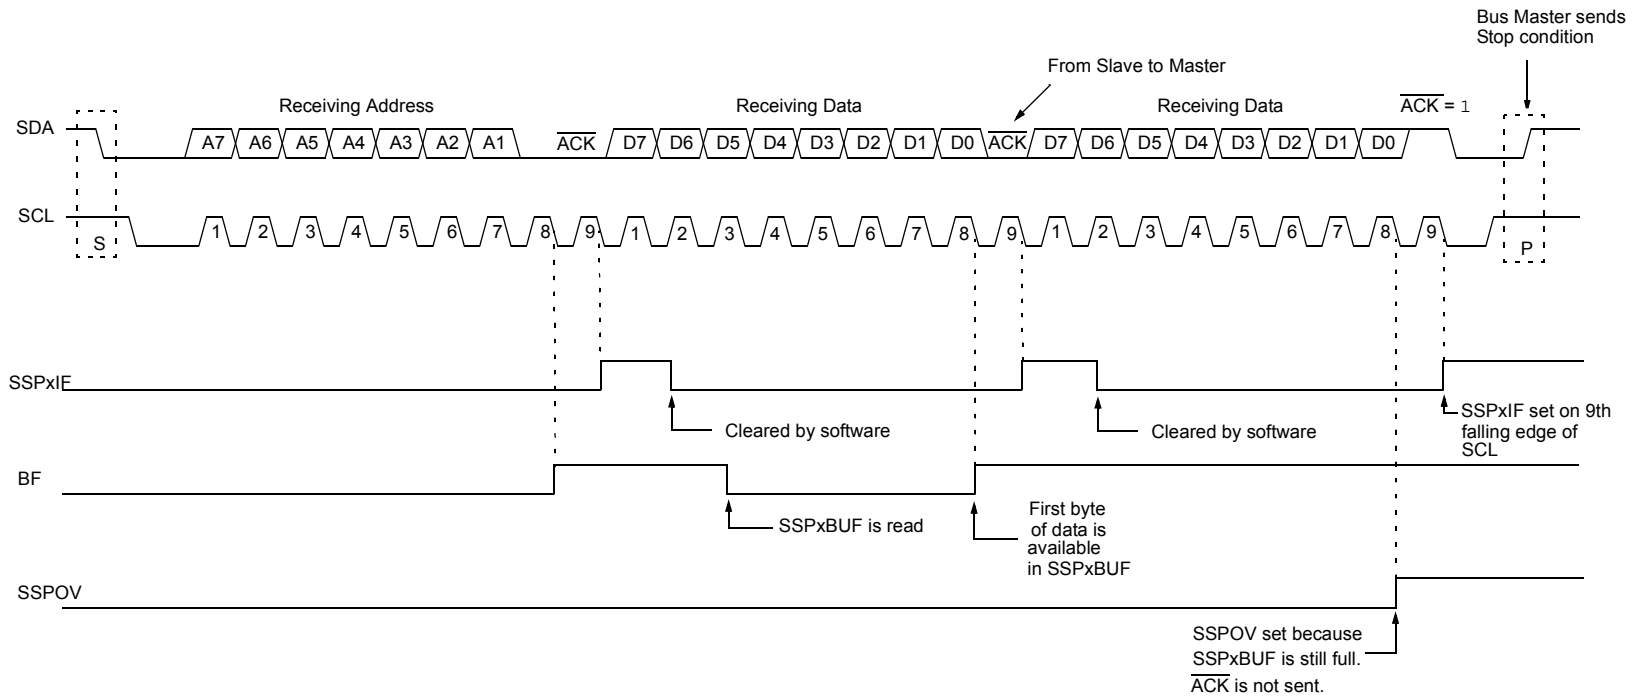 Bus Master sends
Stop condition
From Slave to Master
Receiving Address
Receiving Data
Receiving Data
ACK = 1
SDA
A7 A6 A5 A4 A3 A2 A1 ACK D7 D6 D5 D4 D3 D2 D1 D0 ACK D7 D6 D5 D4 D3 D2 D1 D0
SCL
S
1 2 3 4 5 6 7 8 9 1 2 3 4 5 6 7 8 9 1 2 3 4 5 6 7 8 9
P
SSPxIF
Cleared by software
Cleared by software
SSPxIF set on 9th
falling edge of
SCL
BF
SSPxBUF is read
First byte
of data is
available
in SSPxBUF
SSPOV
SSPOV set because
SSPxBUF is still full.
ACK is not sent.